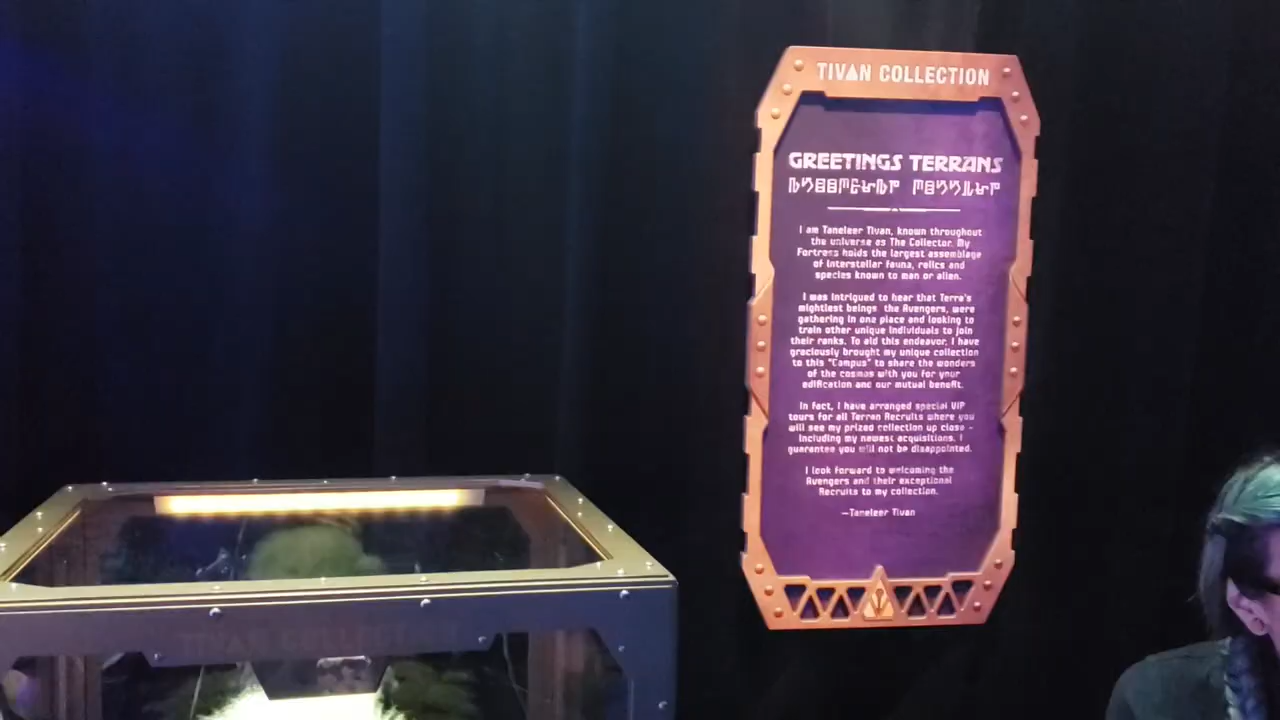 TIVAN COLLECTION
GREETINGS TERRANS
I am Taneleer Tivan, known throughout
the universe as The Collector. My
Fortress holds the largest assemblage
of interstellar fauna, relics and
species known to man or alien.
I was intrigued to hear that Terra's
mightiest beings the Avengers, were
gathering in one place and looking to
train other unique individuals to join
their ranks. To aid this endeavor, I have
graciously brought my unique collection
to this "Campus" to share the wonders
of the cosmos with you for your
edification and our mutual benefit.
In fact, I have arranged special VIP
tours for all Terran Recruits where you
will see my prized collection up close -
including my newest acquisitions. I
guarantee you will not be disappointed.
I look forward to welcoming the
Avengers and their exceptional
Recruits to my collection.
—Taneleer Tivan
TIVAN COLLECTION